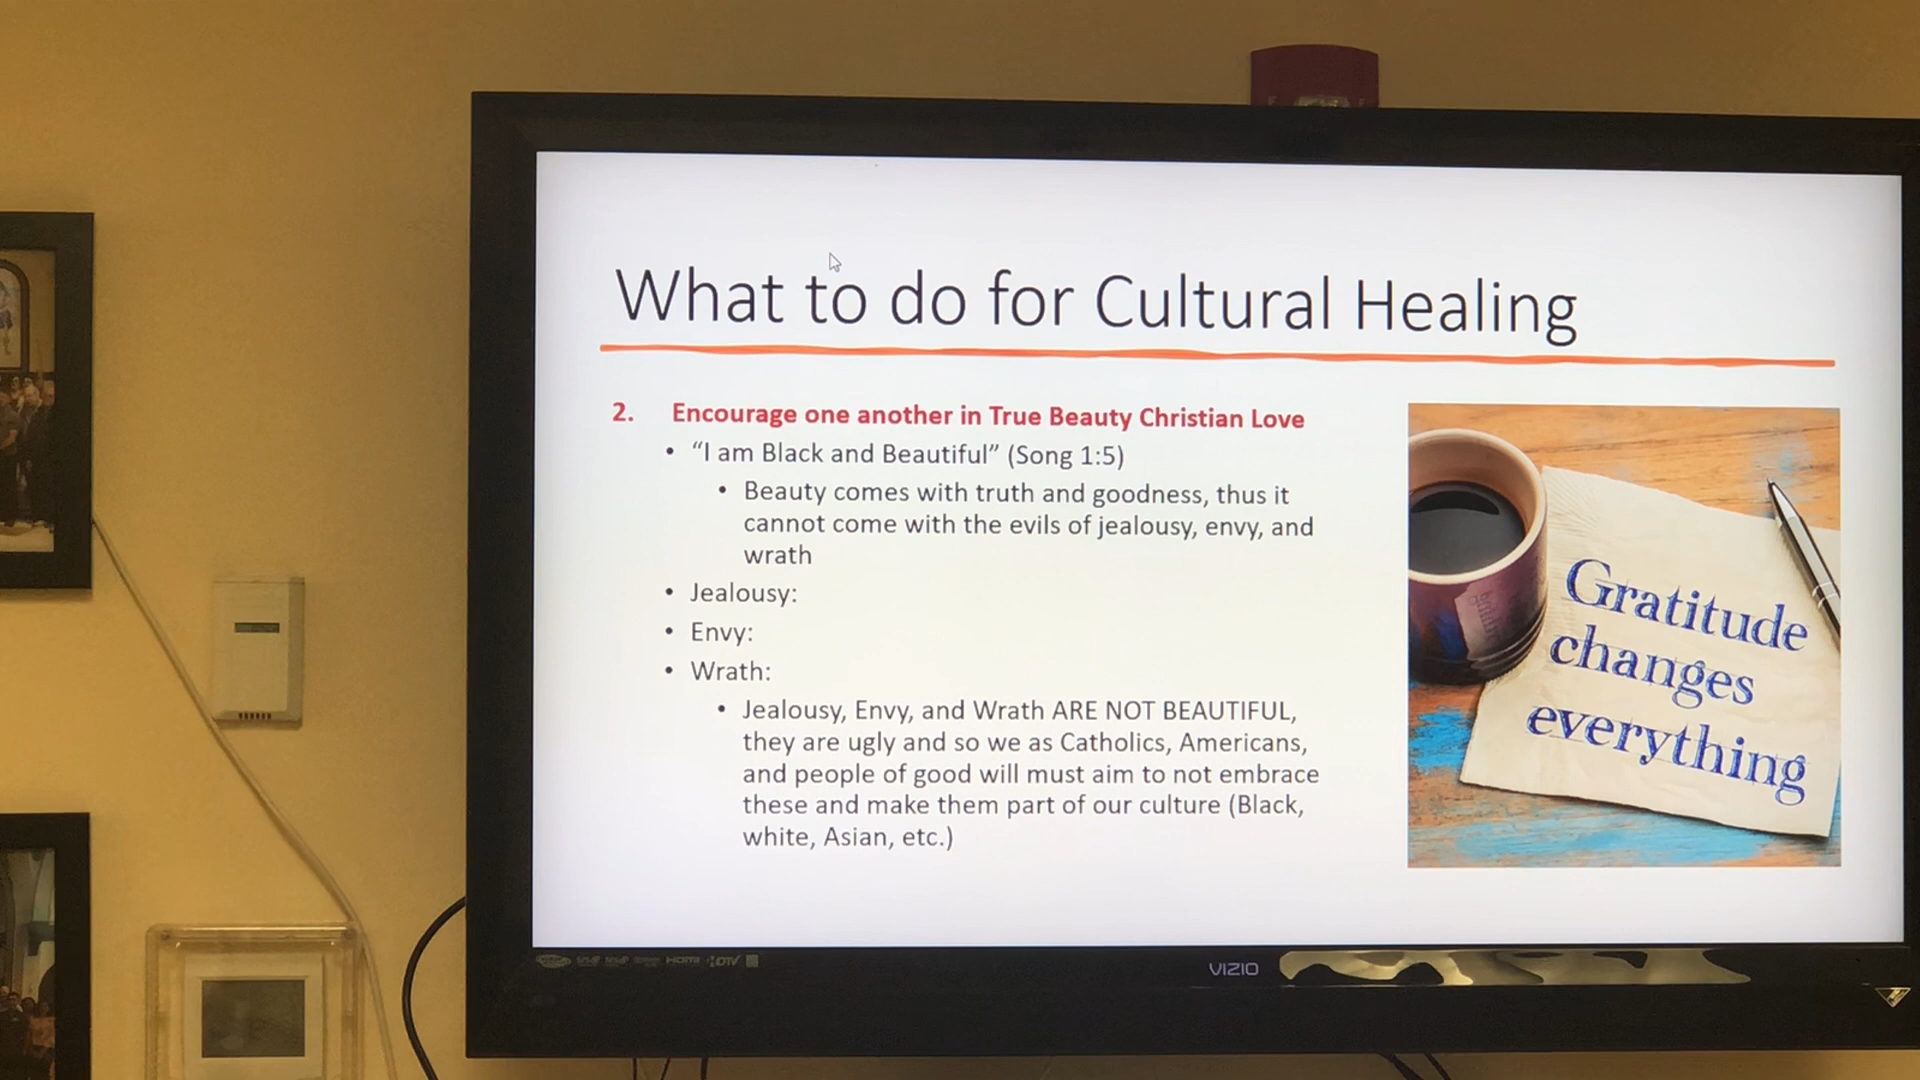 What to do for Cultural Healing
2. Encourage one another in True Beauty Christian Love
• “I am Black and Beautiful” (Song 1:5)
• Beauty comes with truth and goodness, thus it
cannot come with the evils of jealousy, envy, and
wrath
• Jealousy:
• Envy:
• Wrath:
• Jealousy, Envy, and Wrath ARE NOT BEAUTIFUL,
they are ugly and so we as Catholics, Americans,
and people of good will must aim to not embrace
these and make them part of our culture (Black,
white, Asian, etc.)
Gratitude
changes
everything
HDMI HDTV
VIZIO